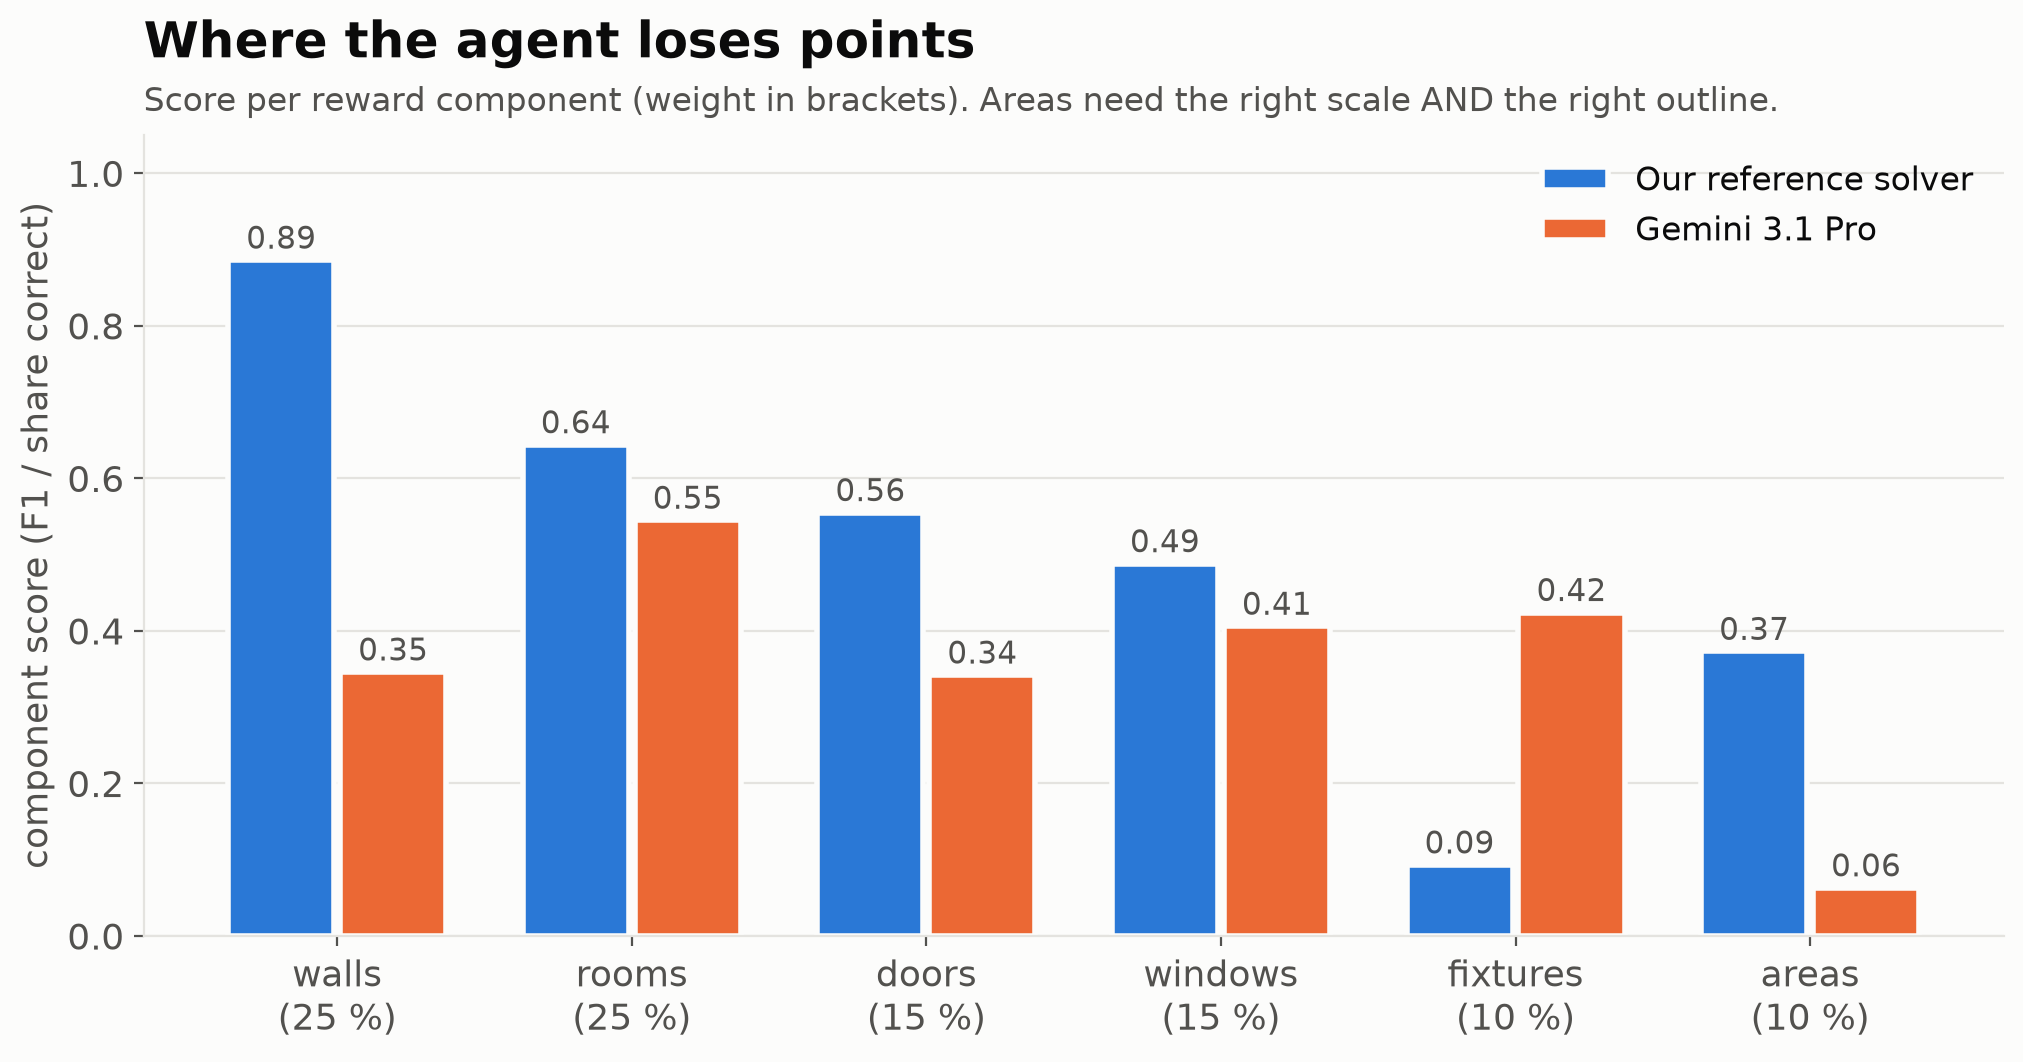 Where the agent loses points
Score per reward component (weight in brackets). Areas need the right scale AND the right outline.
component score (F1 / share correct)
1.0
0.8
0.6
0.4
0.2
0.0
Our reference solver
Gemini 3.1 Pro
0.89
0.35
0.64
0.55
0.56
0.34
0.49
0.41
0.09
0.42
0.37
0.06
walls
(25 %)
rooms
(25 %)
doors
(15 %)
windows
(15 %)
fixtures
(10 %)
areas
(10 %)